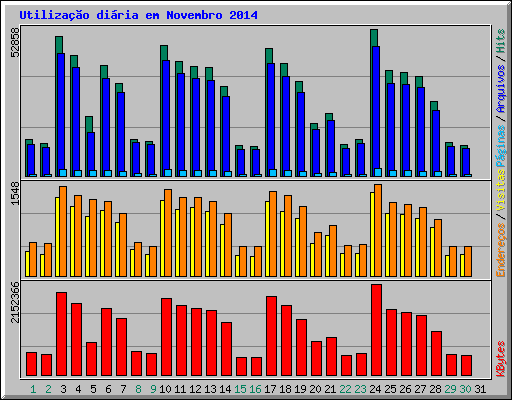 Utilização diária em Novembro 2014
52858
1548
2152366
KBytes
Endereços / Visitas
Páginas / Arquivos / Hits
1 2 3 4 5 6 7 8 9 10 11 12 13 14 15 16 17 18 19 20 21 22 23 24 25 26 27 28 29 30 31